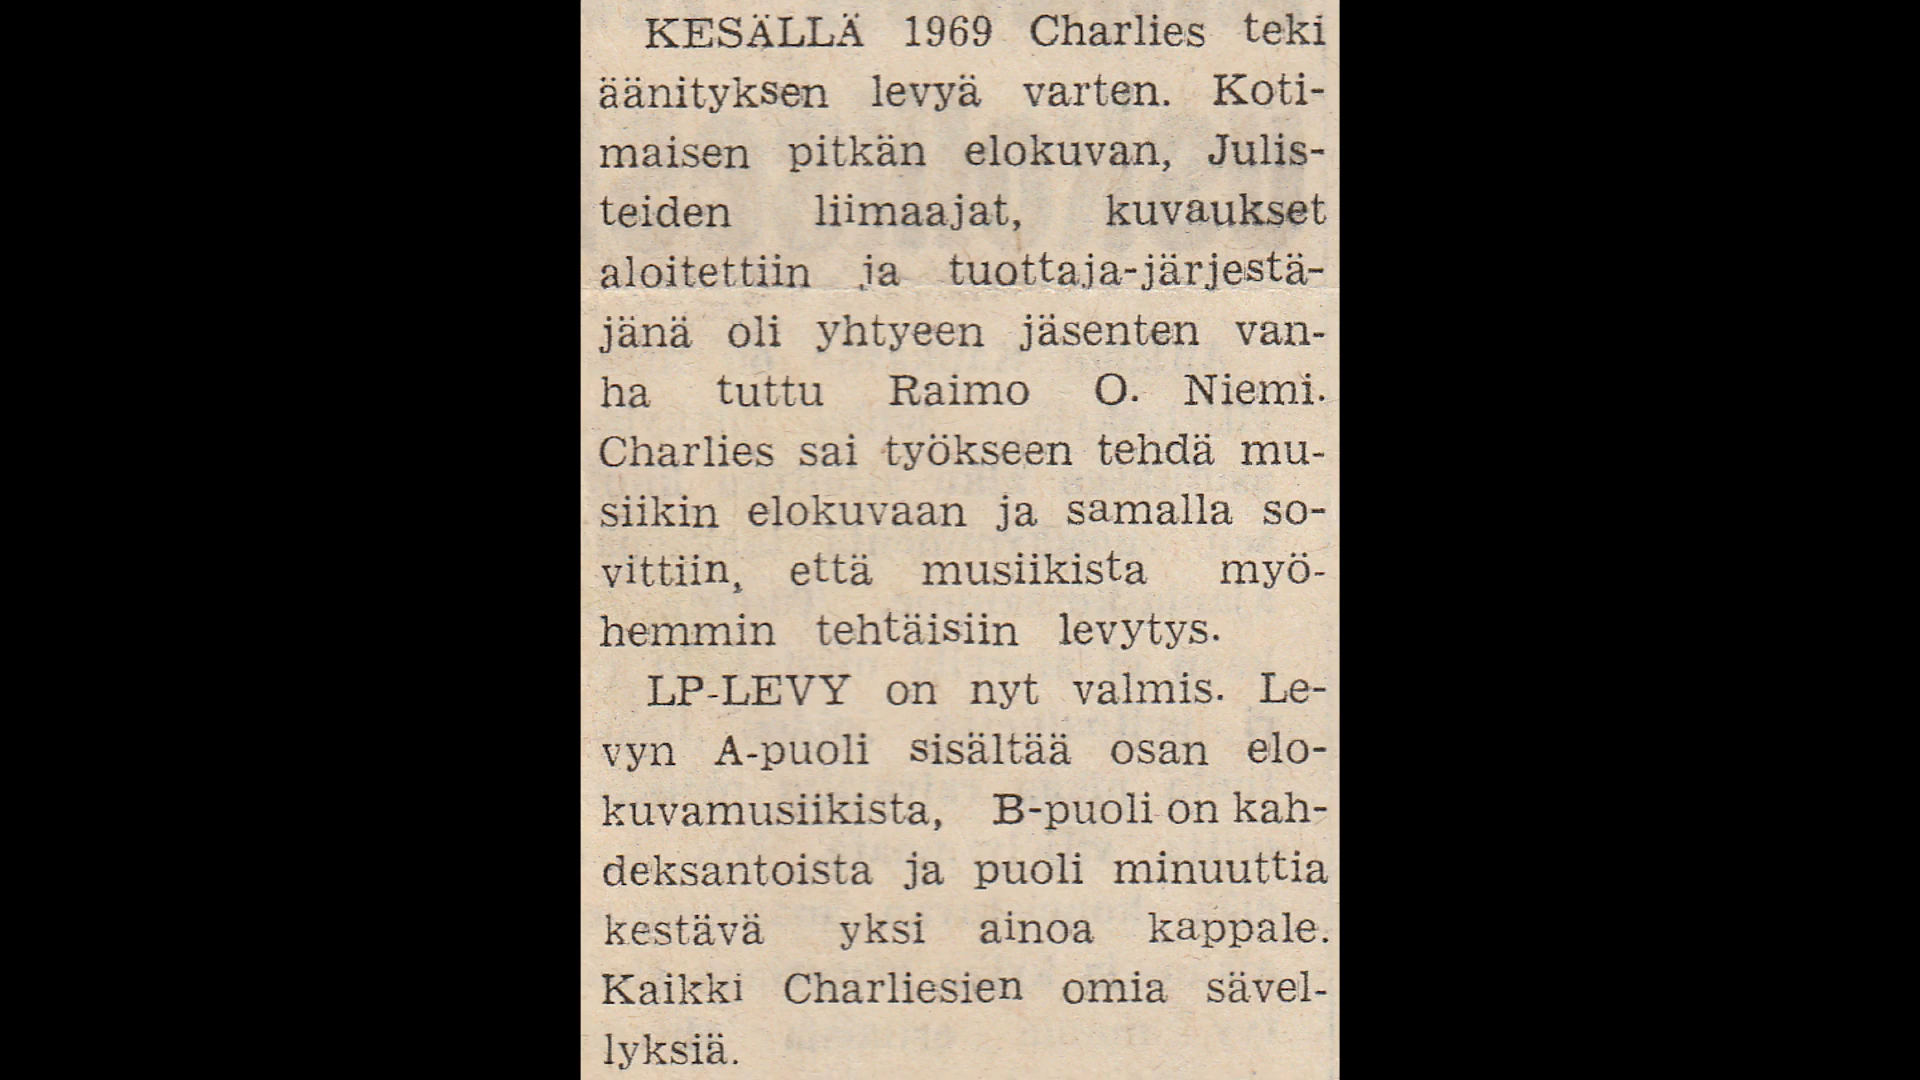 KESÄLLÄ 1969 Charlies teki
äänityksen levyä varten. Koti-
maisen pitkän elokuvan, Julis-
teiden liimaajat, kuvaukset
aloitettiin ja tuottaja-järjestä-
jänä oli yhtyeen jäsenten van-
ha tuttu Raimo O. Niemi.
Charlies sai työkseen tehdä mu-
siikin elokuvaan ja samalla so-
vittiin, että musiikista myö-
hemmin tehtäisiin levytys.
LP-LEVY on nyt valmis. Le-
vyn A-puoli sisältää osan elo-
kuvamusiikista, B-puoli on kah-
deksantoista ja puoli minuuttia
kestävä yksi ainoa kappale.
Kaikki Charliesien omia sävel-
lyksiä.